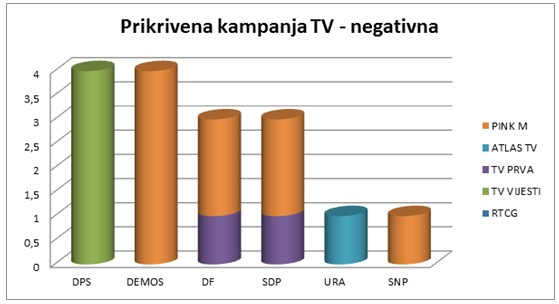 Prikrivena kampanja TV - negativna
4
3,5
3
2,5
2
1,5
1
0,5
0
DPS
DEMOS
DF
SDP
URA
SNP
PINK M
ATLAS TV
TV PRVA
TV VIJESTI
RTCG